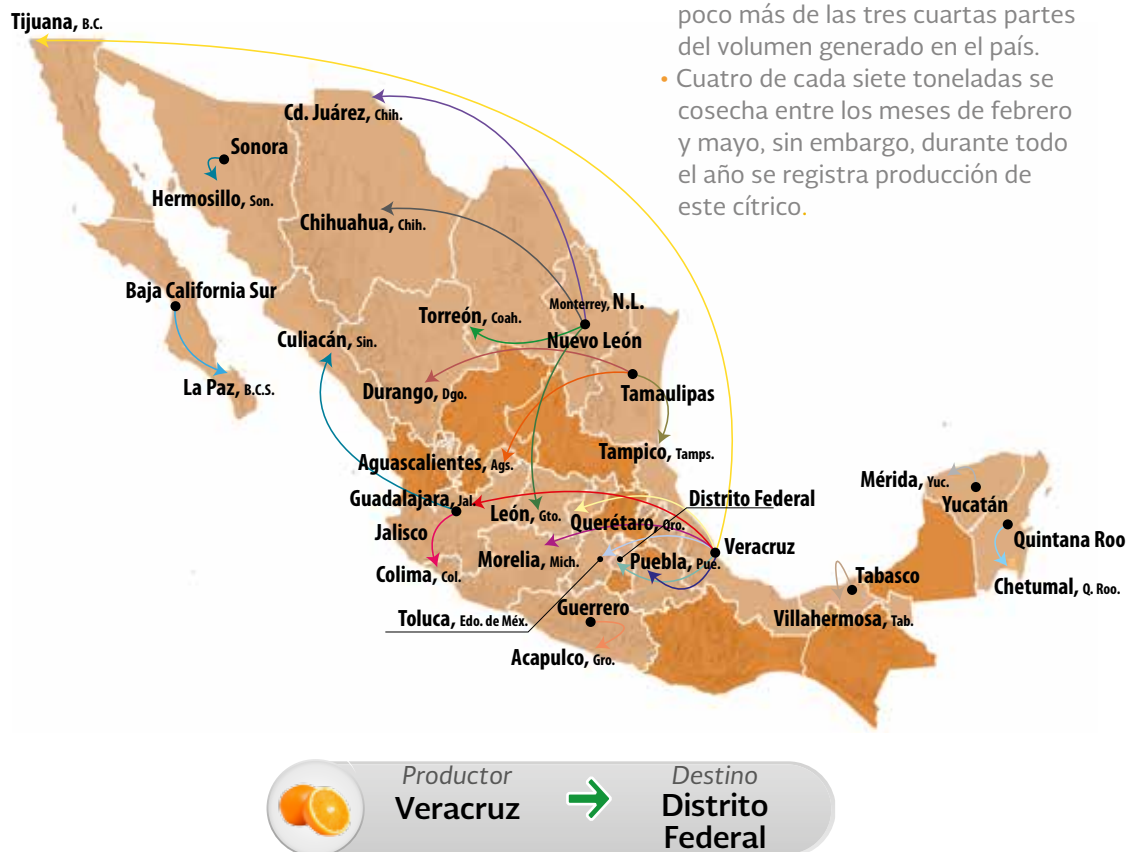 poco más de las tres cuartas partes
del volumen generado en el país.
• Cuatro de cada siete toneladas se
cosecha entre los meses de febrero
y mayo, sin embargo, durante todo
el año se registra producción de
este cítrico.
Tijuana, B.C.
Cd. Juárez, Chih.
Sonora
Hermosillo, Son.
Chihuahua, Chih.
Baja California Sur
Monterrey, N.L.
Torreón, Coah.
Nuevo León
Culiacán, Sin.
La Paz, B.C.S.
Durango, Dgo.
Tamaulipas
Tampico, Tamps.
Aguascalientes, Ags.
Mérida, Yuc.
Guadalajara, Jal.
Distrito Federal
Yucatán
León, Gto.
Querétaro, Qro.
Jalisco
Quintana Roo
Veracruz
Morelia, Mich.
Puebla, Pue.
Colima, Col.
Tabasco
Chetumal, Q. Roo.
Guerrero
Toluca, Edo. de Méx.
Villahermosa, Tab.
Acapulco, Gro.
Productor
Veracruz
Destino
Distrito
Federal